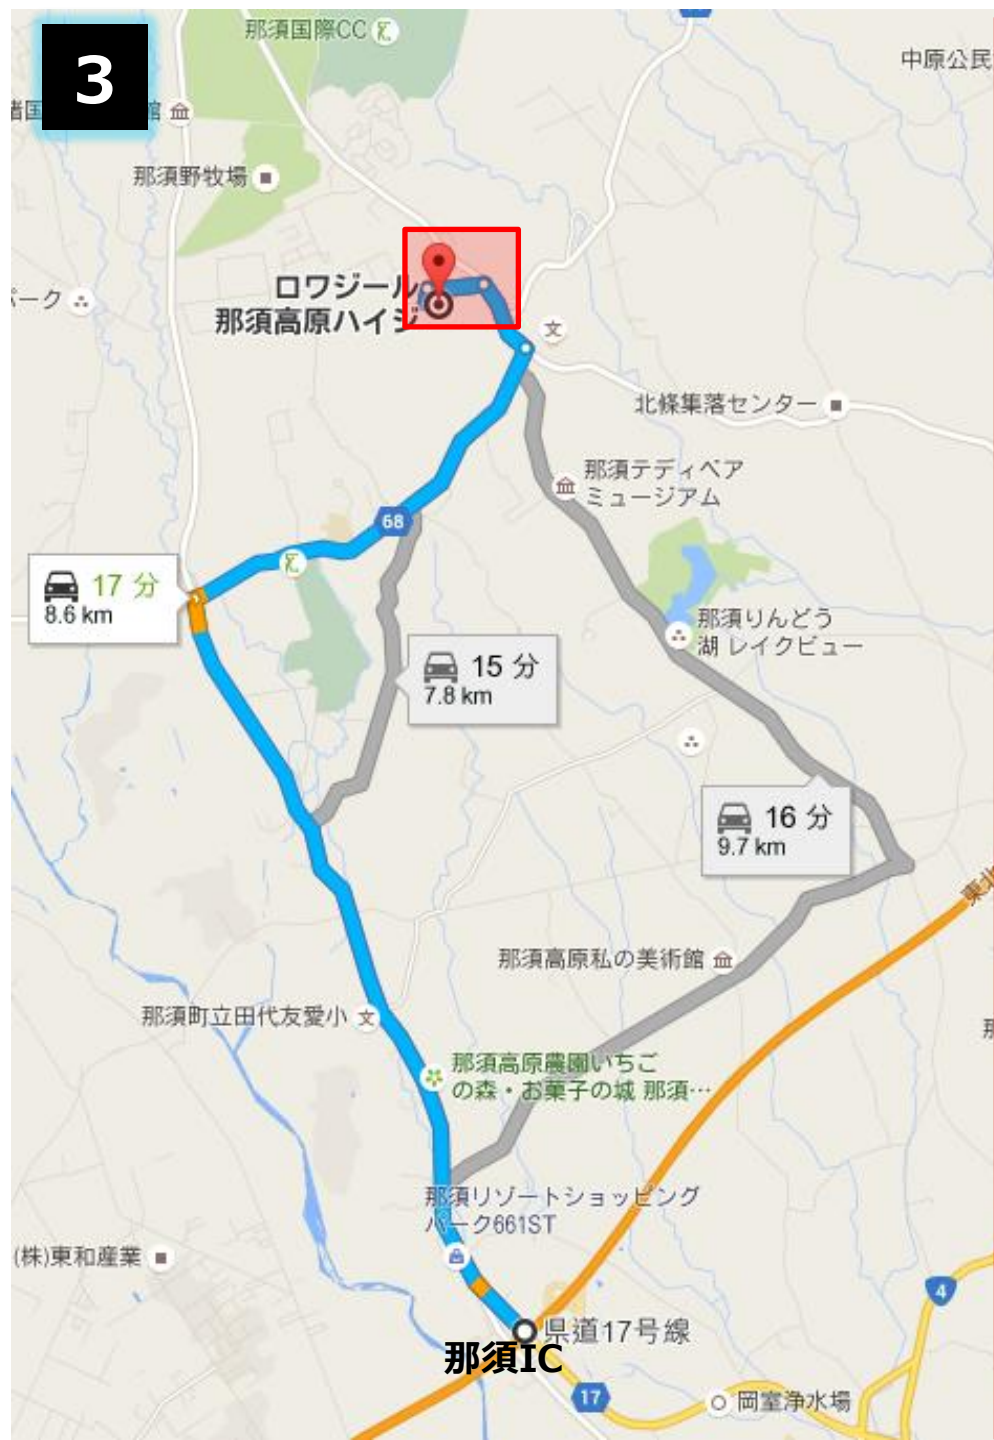 3
那須国際CC
中原公民
館
那須野牧場
ーク
ロワジール
那須高原ハイジ
文
北條集落センター
那須テディベア
ミュージアム
68
17 分
8.6 km
那須りんどう
湖 レイクビュー
15 分
7.8 km
16 分
9.7 km
東北
那須高原私の美術館
那須町立田代友愛小
文
那須高原農園いちご
の森・お菓子の城 那須…
那須リゾートショッピング
パーク661ST
(株)東和産業
4
県道17号線
那須IC
17
岡室浄水場